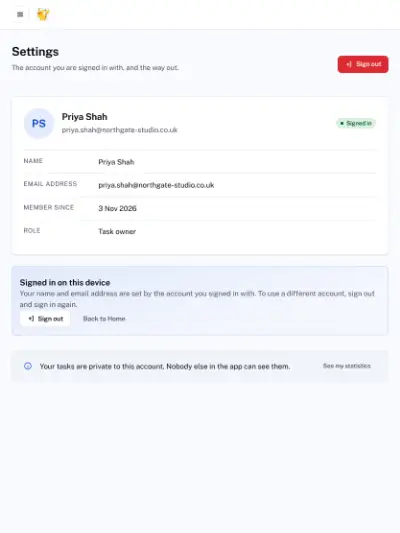 Settings
The account you are signed in with, and the way out.
Sign out
PS
Priya Shah
priya.shah@northgate-studio.co.uk
Signed in
NAME
Priya Shah
EMAIL ADDRESS
priya.shah@northgate-studio.co.uk
MEMBER SINCE
3 Nov 2026
ROLE
Task owner
Signed in on this device
Your name and email address are set by the account you signed in with. To use a different account, sign out
and sign in again.
Sign out
Back to Home
Your tasks are private to this account. Nobody else in the app can see them.
See my statistics